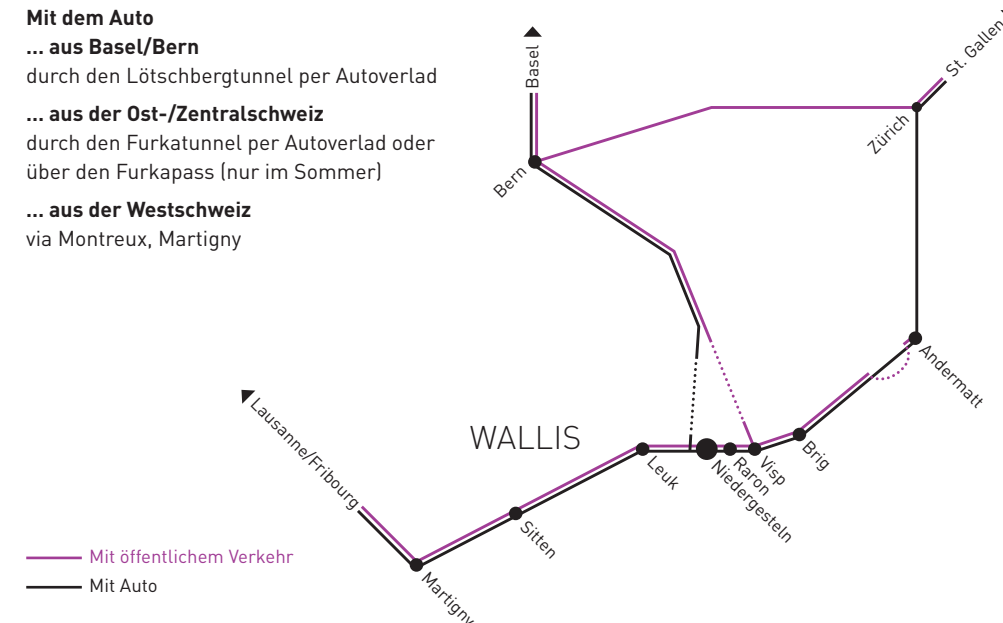 Mit dem Auto
... aus Basel/Bern
durch den Lötschbergtunnel per Autoverlad
... aus der Ost-/Zentralschweiz
durch den Furkatunnel per Autoverlad oder
über den Furkapass (nur im Sommer)
... aus der Westschweiz
via Montreux, Martigny
Basel
St. Gallen
Zürich
Bern
Andermatt
Lausanne/Fribourg
WALLIS
Leuk
Niedergesteln
Raron
Visp
Brig
Sitten
Martigny
Mit öffentlichem Verkehr
Mit Auto